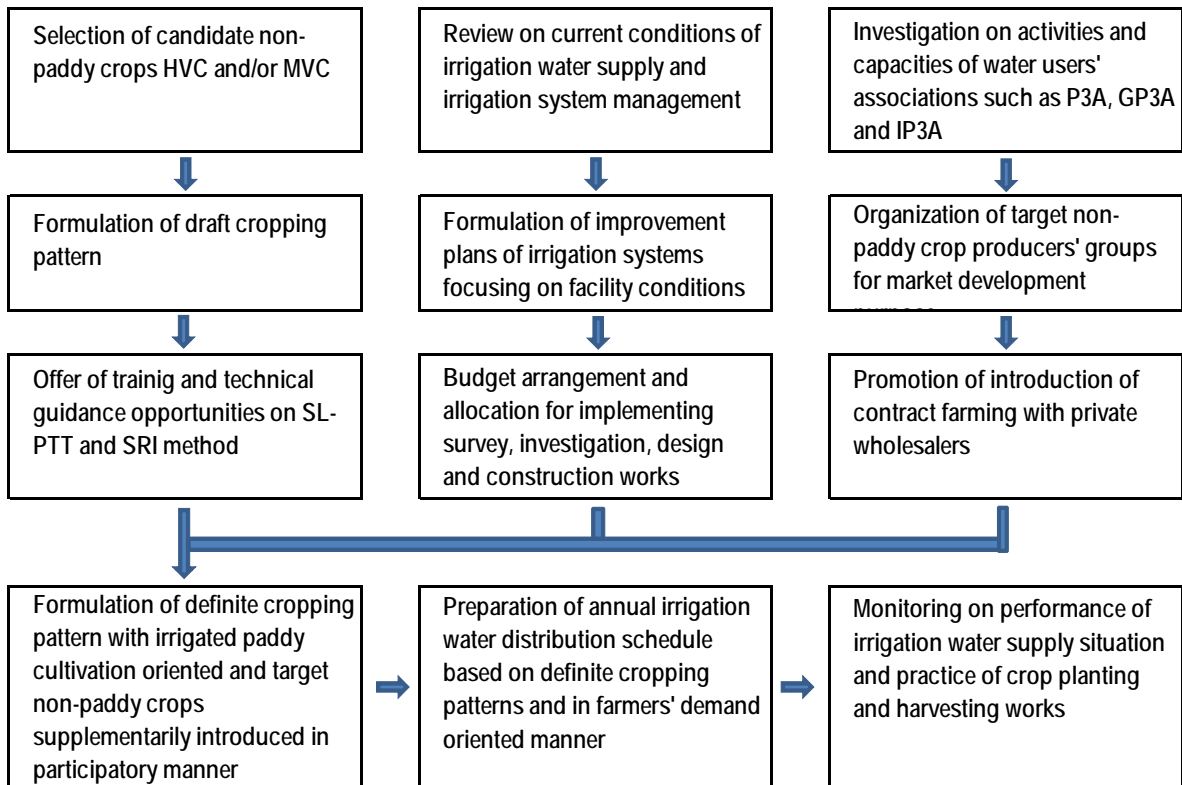 Selection of candidate non-
paddy crops HVC and/or MVC
Review on current conditions of
irrigation water supply and
irrigation system management
Investigation on activities and
capacities of water users'
associations such as P3A, GP3A
and IP3A
Formulation of draft cropping
pattern
Formulation of improvement
plans of irrigation systems
focusing on facility conditions
Organization of target non-
paddy crop producers' groups
for market development
Offer of trainig and technical
guidance opportunities on SL-
PTT and SRI method
Budget arrangement and
allocation for implementing
survey, investigation, design
and construction works
Promotion of introduction of
contract farming with private
wholesalers
Formulation of definite cropping
pattern with irrigated paddy
cultivation oriented and target
non-paddy crops
supplementarily introduced in
participatory manner
Preparation of annual irrigation
water distribution schedule
based on definite cropping
patterns and in farmers' demand
oriented manner
Monitoring on performance of
irrigation water supply situation
and practice of crop planting
and harvesting works